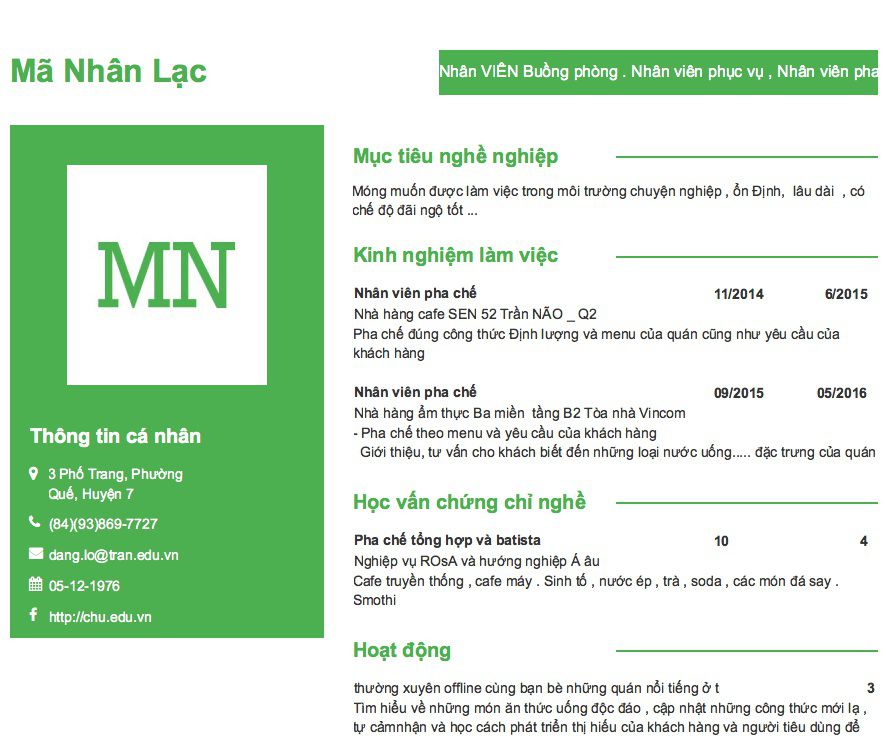 Mã Nhân Lạc
Nhân VIÊN Buồng phòng . Nhân viên phục vụ , Nhân viên pha
MN
Thông tin cá nhân
3 Phố Trang, Phường
Quế, Huyện 7
(84)(93)869-7727
dang.lo@tran.edu.vn
05-12-1976
http://chu.edu.vn
Mục tiêu nghề nghiệp
Móng muốn được làm việc trong môi trường chuyện nghiệp , ổn Định, lâu dài , có
chế độ đãi ngộ tốt ...
Kinh nghiệm làm việc
Nhân viên pha chế 11/2014 6/2015
Nhà hàng cafe SEN 52 Trần NÃO _ Q2
Pha chế đúng công thức Định lượng và menu của quán cũng như yêu cầu của
khách hàng
Nhân viên pha chế 09/2015 05/2016
Nhà hàng ẩm thực Ba miền tầng B2 Tòa nhà Vincom
- Pha chế theo menu và yêu cầu của khách hàng
Giới thiệu, tư vấn cho khách biết đến những loại nước uống..... đặc trưng của quán
Học vấn chứng chỉ nghề
Pha chế tổng hợp và batista 10 4
Nghiệp vụ ROsA và hướng nghiệp Á âu
Cafe truyền thống , cafe máy . Sinh tố , nước ép , trà , soda , các món đá say .
Smothi
Hoạt động
thường xuyên offline cùng bạn bè những quán nổi tiếng ở t 3
Tìm hiểu về những món ăn thức uống độc đáo , cập nhật những công thức mới lạ ,
tự cảmnhận và học cách phát triển thị hiếu của khách hàng và người tiêu dùng để